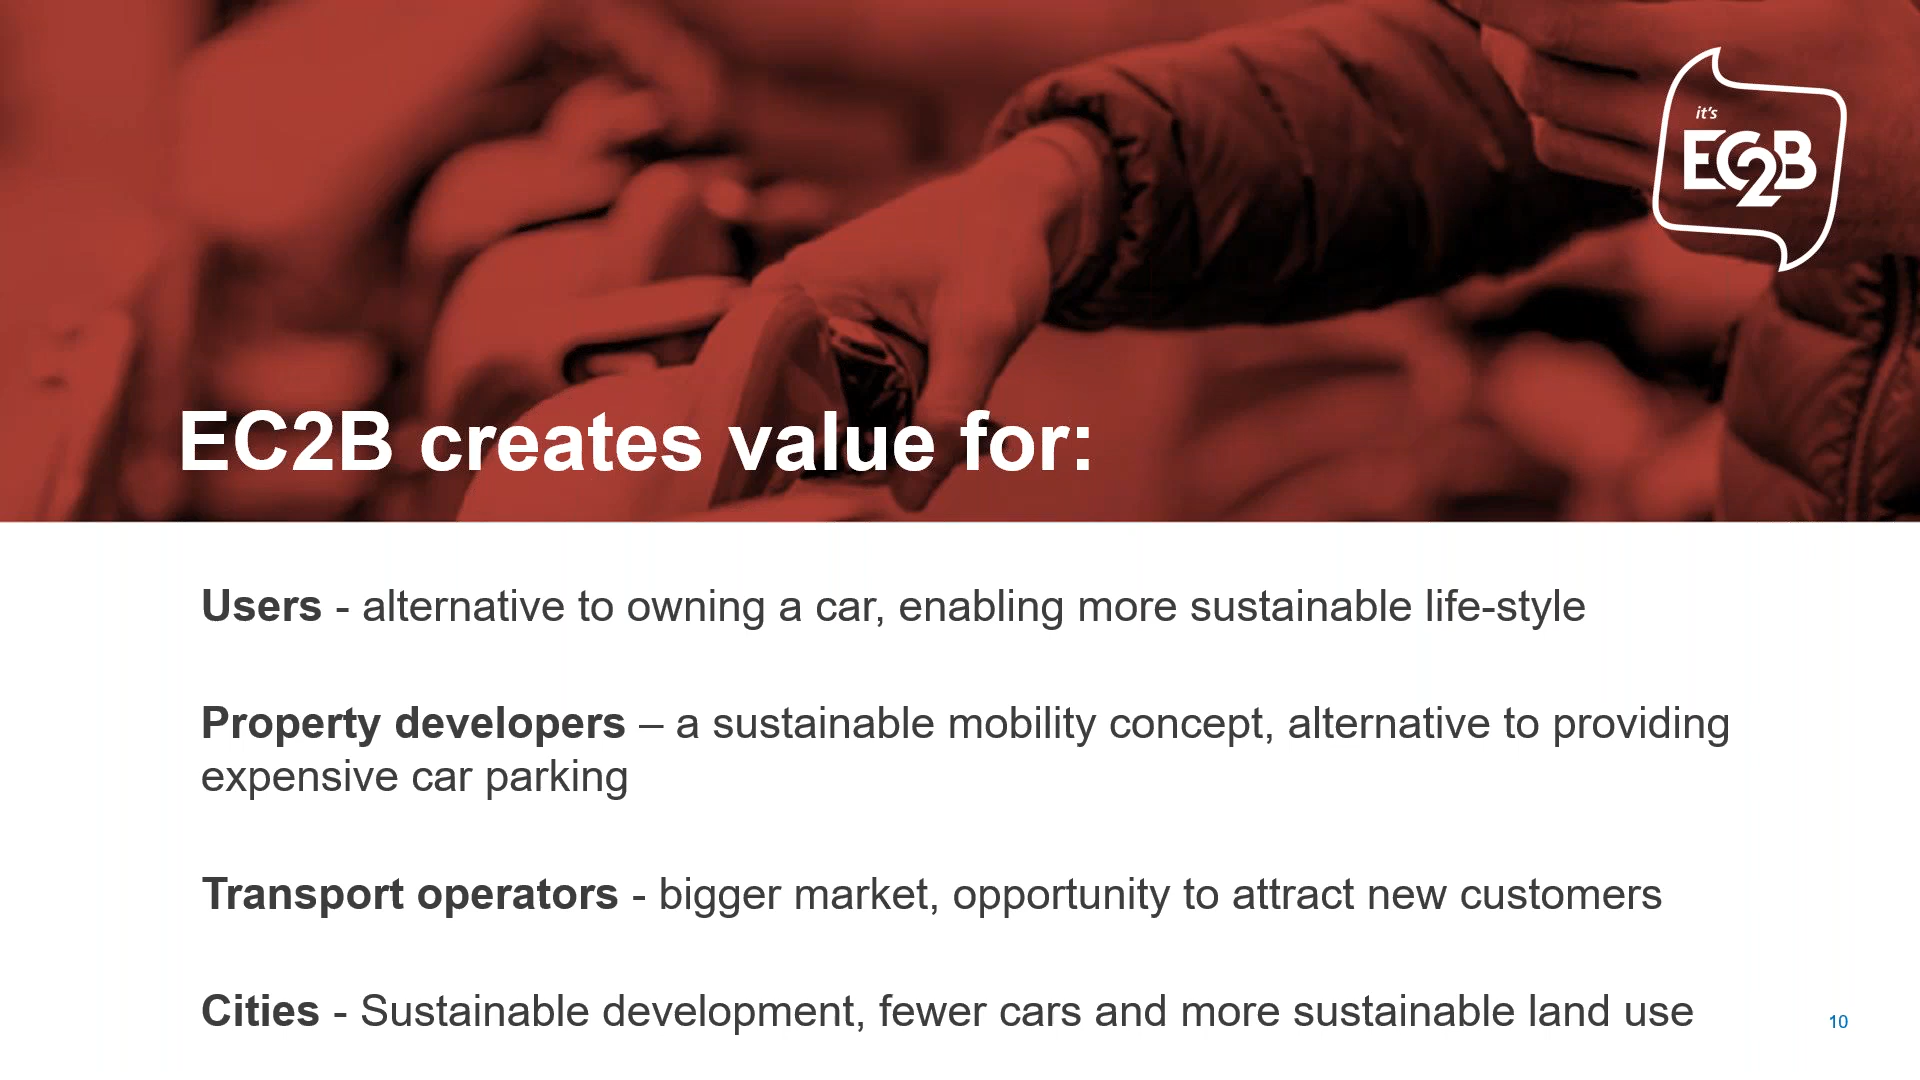 it's
EC2B
EC2B creates value for:
Users - alternative to owning a car, enabling more sustainable life-style
Property developers – a sustainable mobility concept, alternative to providing
expensive car parking
Transport operators - bigger market, opportunity to attract new customers
Cities - Sustainable development, fewer cars and more sustainable land use
10